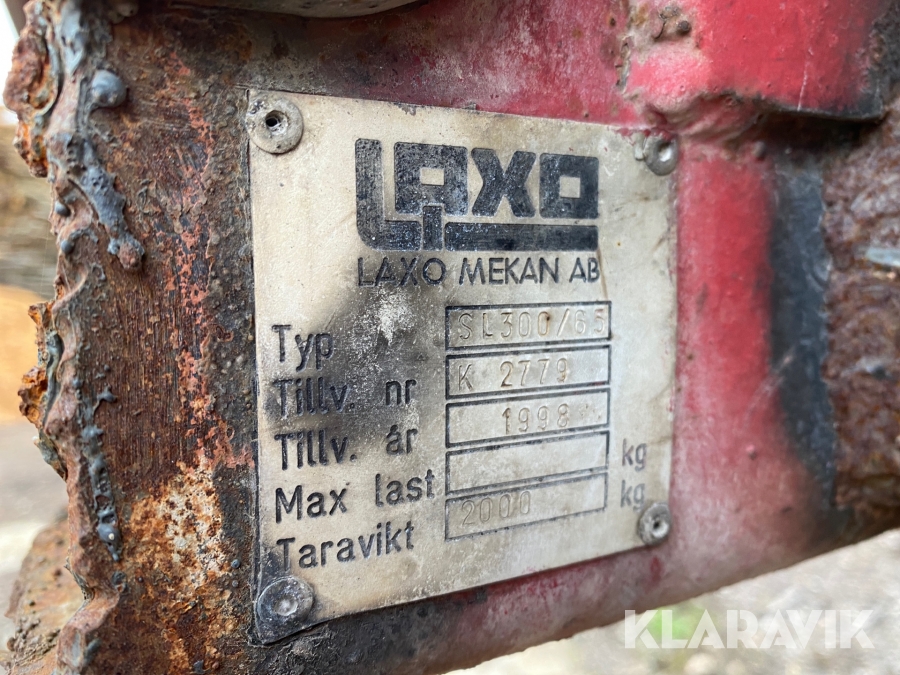 LAXO
LAXO MEKAN AB
Typ SL300/65
Tillv. nr K 2779
Tillv. år 1998
Max last kg
Taravikt 2000 kg
KLARAVIK